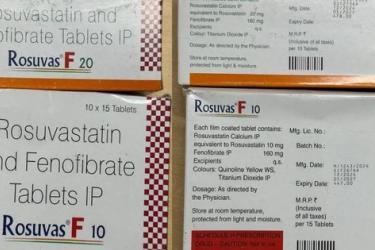 Rosuvastatin and
ofibrate Tablets IP
Rosuvas F 20
Rosuvastatin Calcium IP
equivalent to Rosuvastatin 20 mg
Fenofibrate IP 160 mg
Excipients q.s.
Colour: Titanium Dioxide IP
Dosage: As directed by the Physician.
Store at room temperature,
protected from light & moisture.
Mfg. Date:
Expiry Date:
M.R.P. ₹
(Inclusive of all taxes)
per 15 Tablets
10 x 15 Tablets
Rosuvastatin
nd Fenofibrate
Tablets IP
Rosuvas F 10
Rosuvas F 10
Each film coated tablet contains:
Rosuvastatin Calcium IP
equivalent to Rosuvastatin 10 mg
Fenofibrate IP 160 mg
Excipients q.s.
Colours: Quinoline Yellow WS,
Titanium Dioxide IP
Dosage: As directed by
the Physician.
Store at room temperature,
protected from light and moisture.
Mfg. Lic. No.:
Batch No.:
Mfg. Date:
Expiry Date:
M.R.P. ₹
(Inclusive
of all taxes)
per 15 Tablets